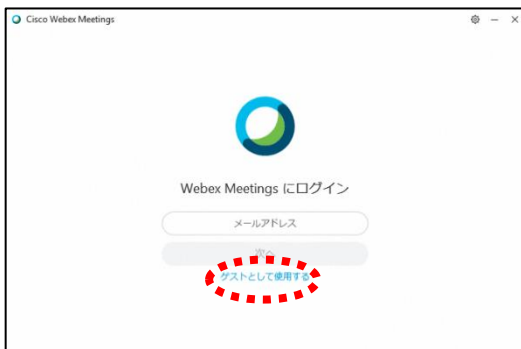 Cisco Webex Meetings
Webex Meetings にログイン
メールアドレス
次へ
ゲストとして使用する